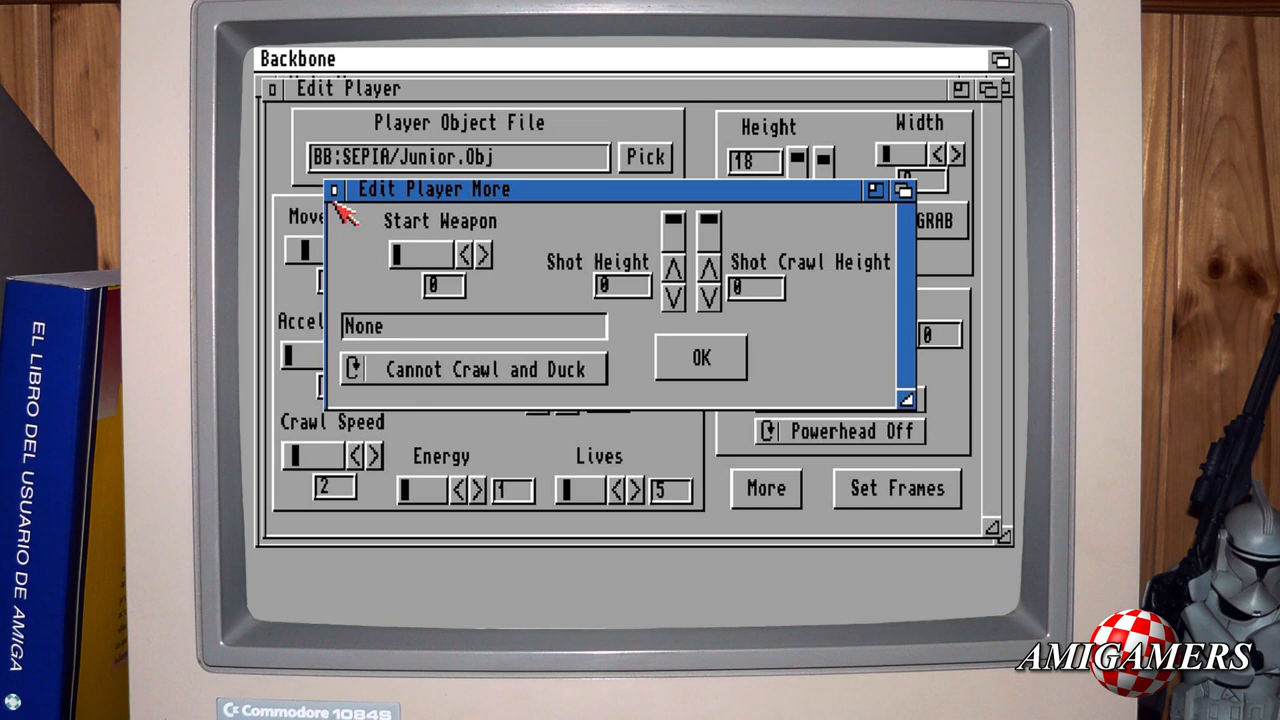 Backbone
Edit Player
Player Object File
BB:SEPIA/Junior.Obj
Pick
Height
18
Width
Edit Player More
Move
GRAB
Start Weapon
0
Shot Height
0
Shot Crawl Height
0
Accel
0
None
OK
Cannot Crawl and Duck
Crawl Speed
2
Energy
1
Lives
5
Powerhead Off
More
Set Frames
EL LIBRO DEL USUARIO DE AMIGA
AMIGAMERS
Commodore 1084S